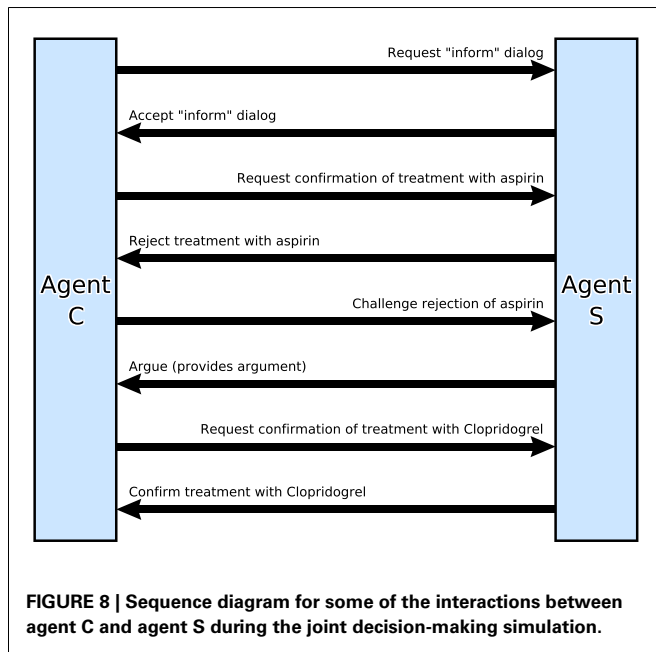 Request "inform" dialog
Accept "inform" dialog
Request confirmation of treatment with aspirin
Reject treatment with aspirin
Agent
C
Agent
S
Challenge rejection of aspirin
Argue (provides argument)
Request confirmation of treatment with Clopridogrel
Confirm treatment with Clopridogrel
FIGURE 8 | Sequence diagram for some of the interactions between
agent C and agent S during the joint decision-making simulation.